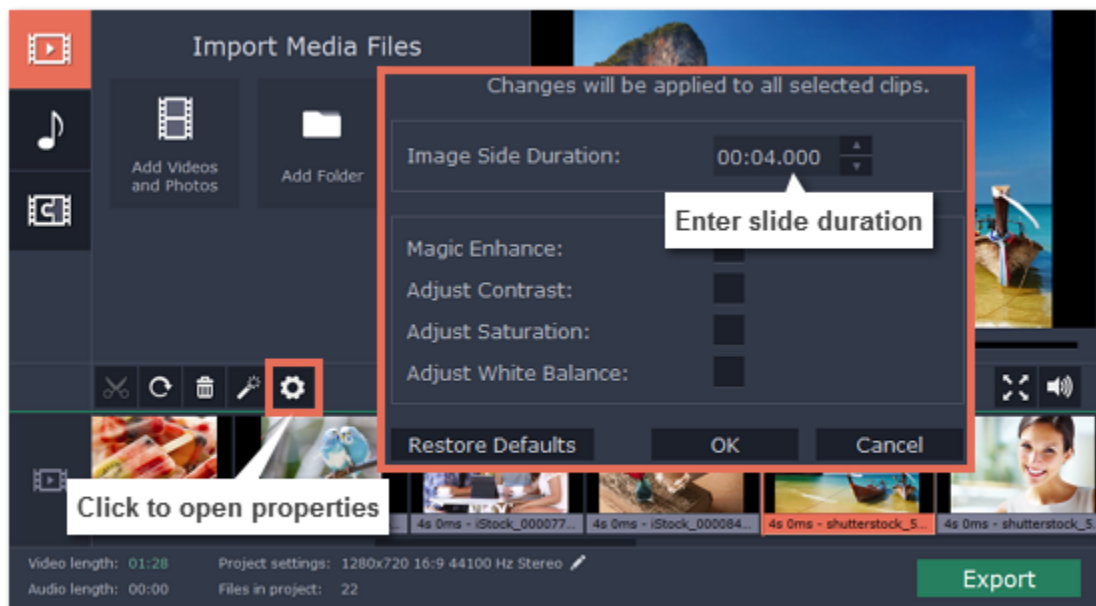 Import Media Files
Add Videos
and Photos
Add Folder
Changes will be applied to all selected clips.
Image Side Duration:
00:04.000
Enter slide duration
Magic Enhance:
Adjust Contrast:
Adjust Saturation:
Adjust White Balance:
Restore Defaults
OK
Cancel
Click to open properties
4s 0ms - iStock_000077...
4s 0ms - iStock_000084...
4s 0ms - shutterstock_5...
4s 0ms - shutterstock_5
Video length: 01:28
Project settings: 1280x720 16:9 44100 Hz Stereo
Audio length: 00:00
Files in project: 22
Export